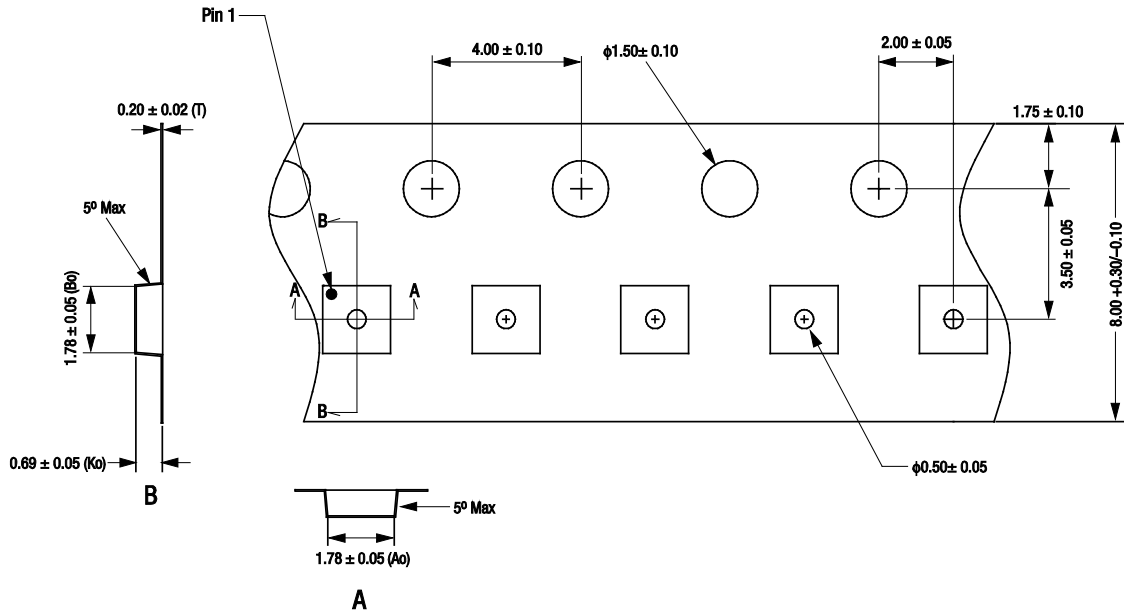 Pin 1
4.00 ± 0.10
ϕ1.50± 0.10
2.00 ± 0.05
0.20 ± 0.02 (T)
1.75 ± 0.10
5º Max
B
3.50 ± 0.05
8.00 +0.30/–0.10
1.78 ± 0.05 (Bo)
A
A
B
0.69 ± 0.05 (Ko)
ϕ0.50± 0.05
B
5º Max
1.78 ± 0.05 (Ao)
A